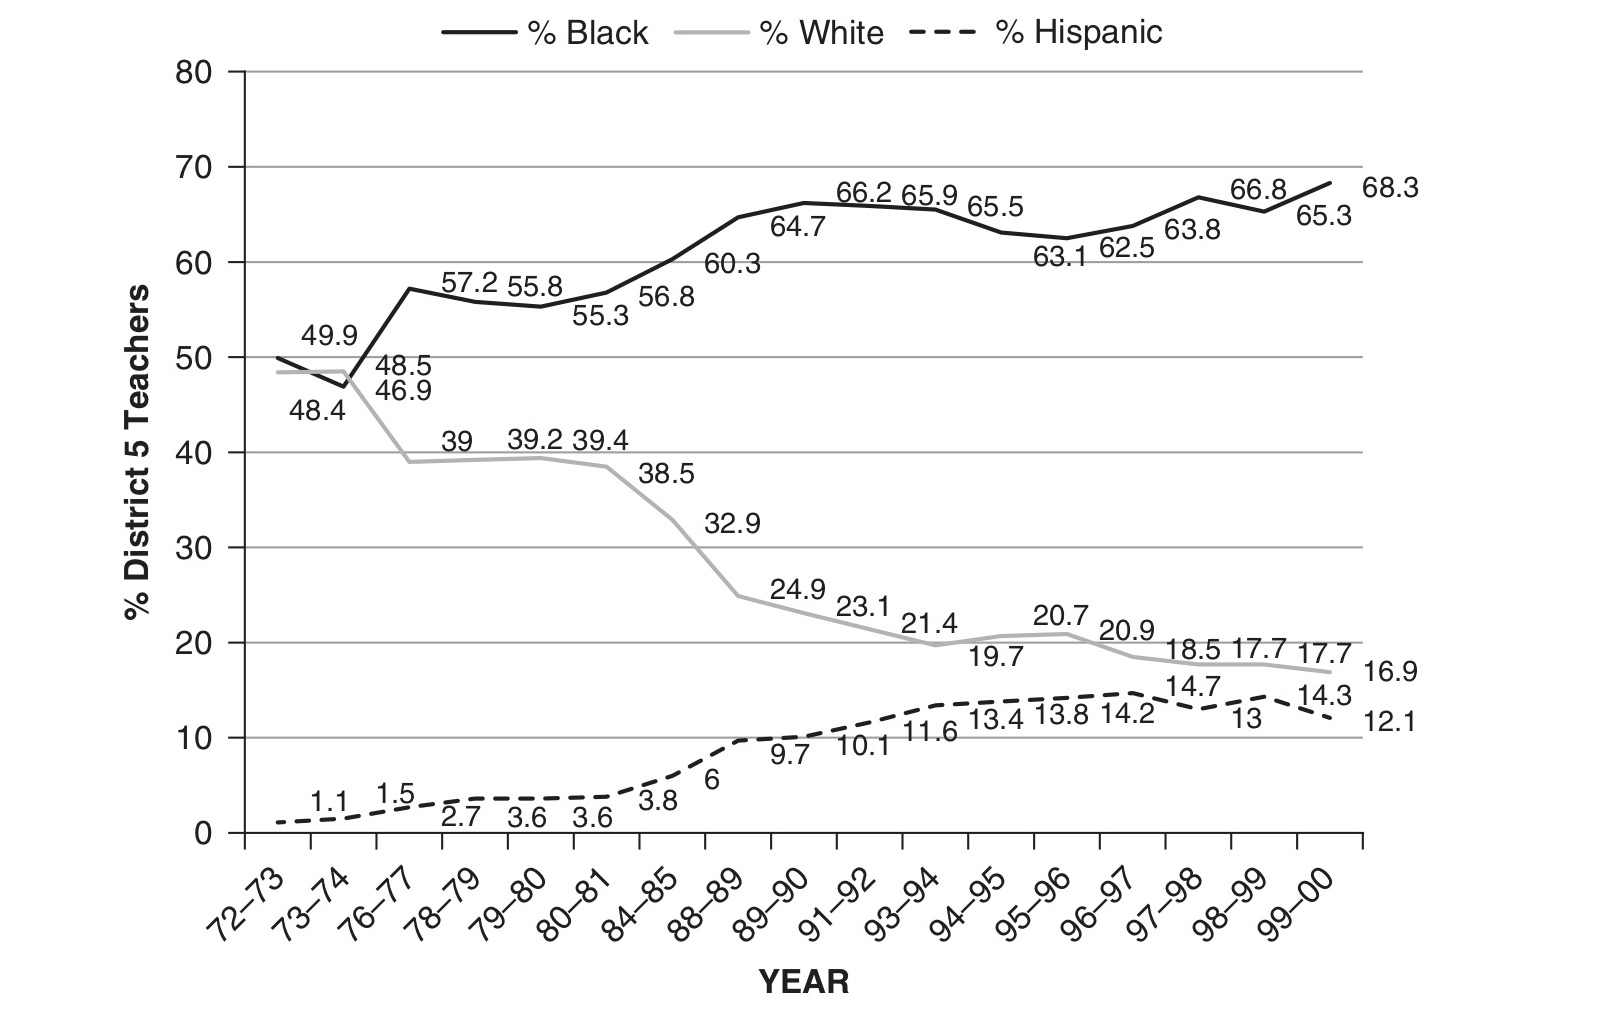 % Black % White % Hispanic
80
70
60
50
40
30
20
10
0
% District 5 Teachers
49.9 48.5 46.9 57.2 55.8 55.3 56.8 60.3 64.7 66.2 65.9 65.5 63.1 62.5 63.8 66.8 65.3 68.3
48.4 39 39.2 39.4 38.5 32.9 24.9 23.1 21.4 19.7 20.7 20.9 18.5 17.7 17.7 16.9
1.1 1.5 2.7 3.6 3.6 3.8 6 9.7 10.1 11.6 13.4 13.8 14.2 14.7 13 14.3 12.1
72–73 73–74 76–77 78–79 79–80 80–81 84–85 88–89 89–90 91–92 93–94 94–95 95–96 96–97 97–98 98–99 99–00
YEAR